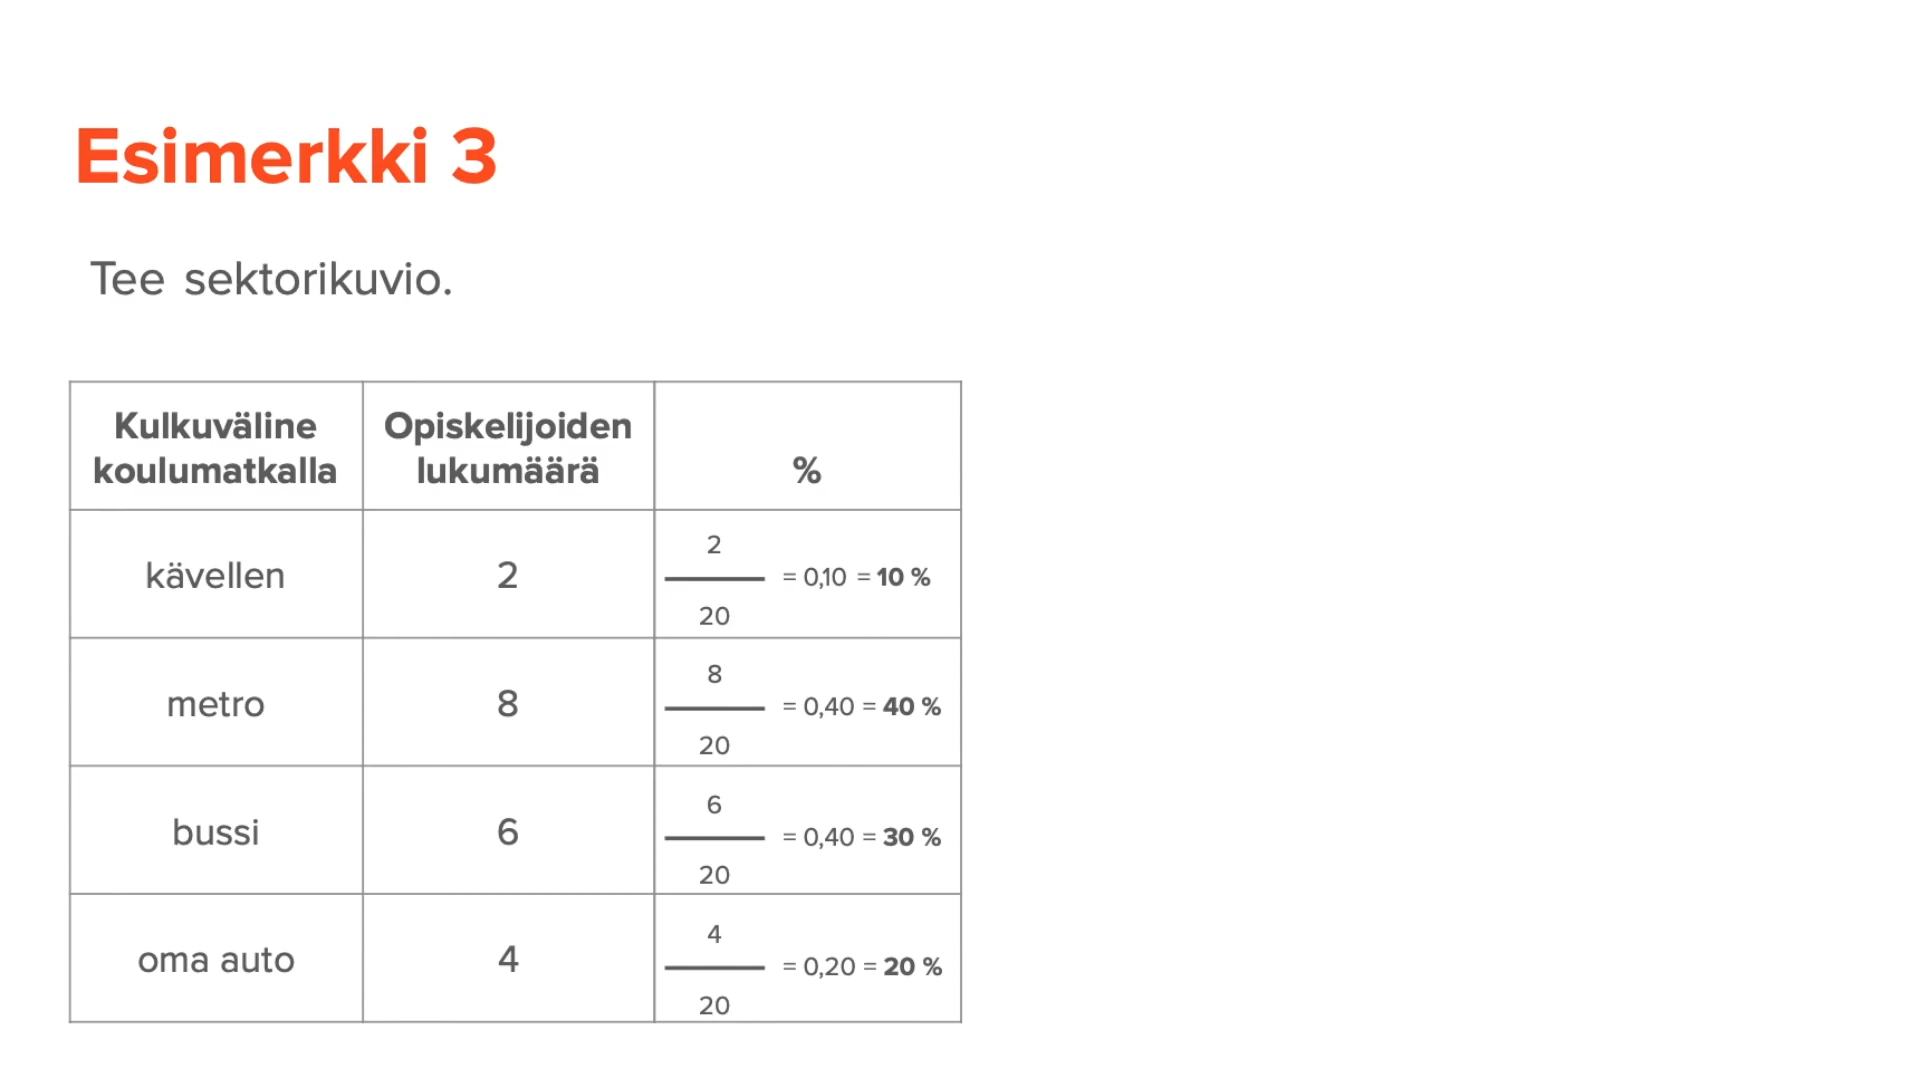 Esimerkki 3
Tee sektorikuvio.
Kulkuväline
koulumatkalla
Opiskelijoiden
lukumäärä
%
kävellen
2
2
20
= 0,10 = 10 %
metro
8
8
20
= 0,40 = 40 %
bussi
6
6
20
= 0,40 = 30 %
oma auto
4
4
20
= 0,20 = 20 %